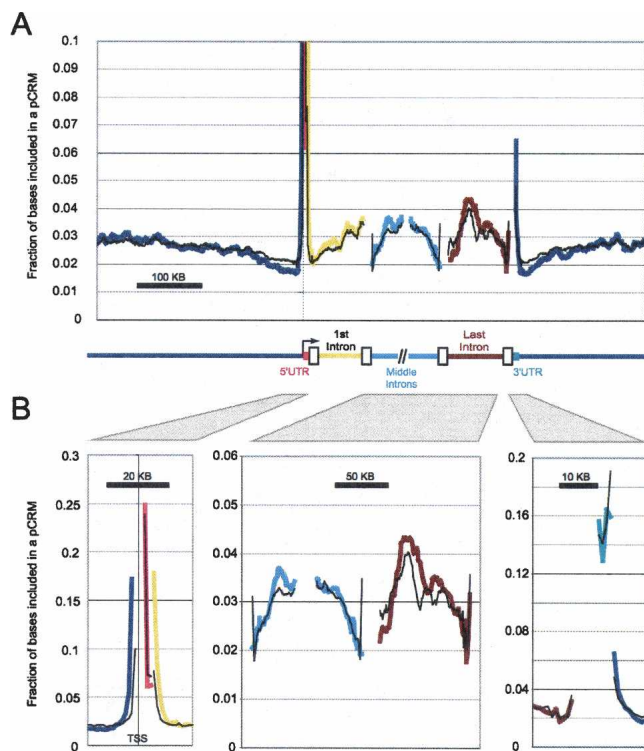 A
Fraction of bases included in a pCRM
0.1
0.09
0.08
0.07
0.06
0.05
0.04
0.03
0.02
0.01
0
100 KB
1st
Intron
Last
Intron
5'UTR
Middle
Introns
3'UTR
B
Fraction of bases included in a pCRM
0.3
0.25
0.2
0.15
0.1
0.05
0
20 KB
TSS
0.06
0.05
0.04
0.03
0.02
0.01
0.00
50 KB
0.2
0.16
0.12
0.08
0.04
0
10 KB